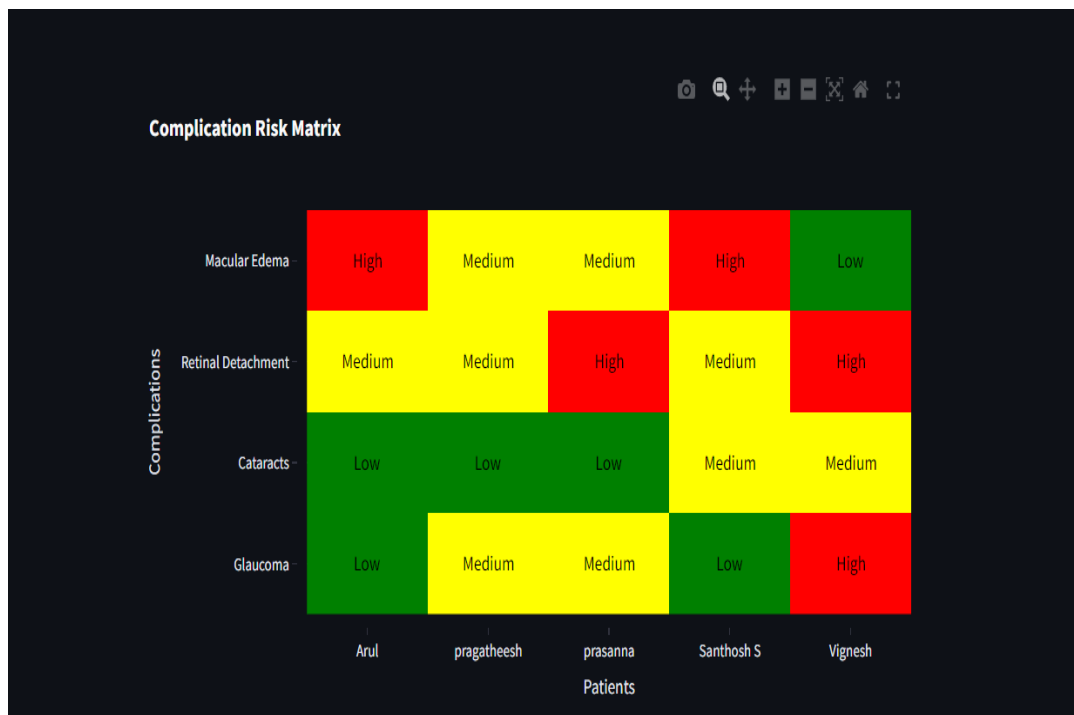 Complication Risk Matrix
Macular Edema High Medium Medium High Low
Retinal Detachment Medium Medium High Medium High
Complications
Cataracts Low Low Low Medium Medium
Glaucoma Low Medium Medium Low High
Arul pragatheesh prasanna Santhosh S Vignesh
Patients